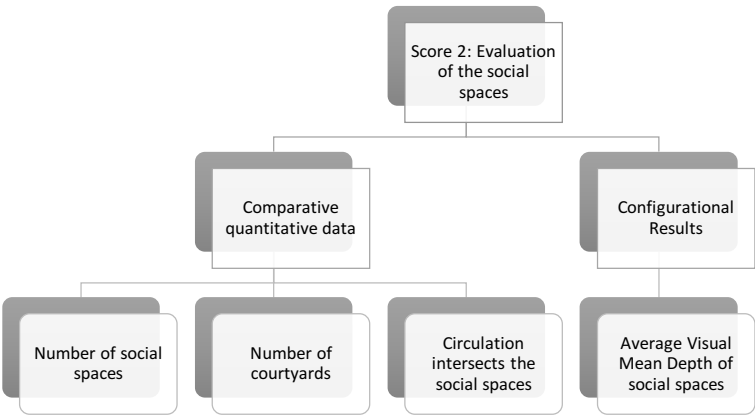 Score 2: Evaluation
of the social
spaces
Comparative
quantitative data
Configurational
Results
Number of social
spaces
Number of
courtyards
Circulation
intersects the
social spaces
Average Visual
Mean Depth of
social spaces